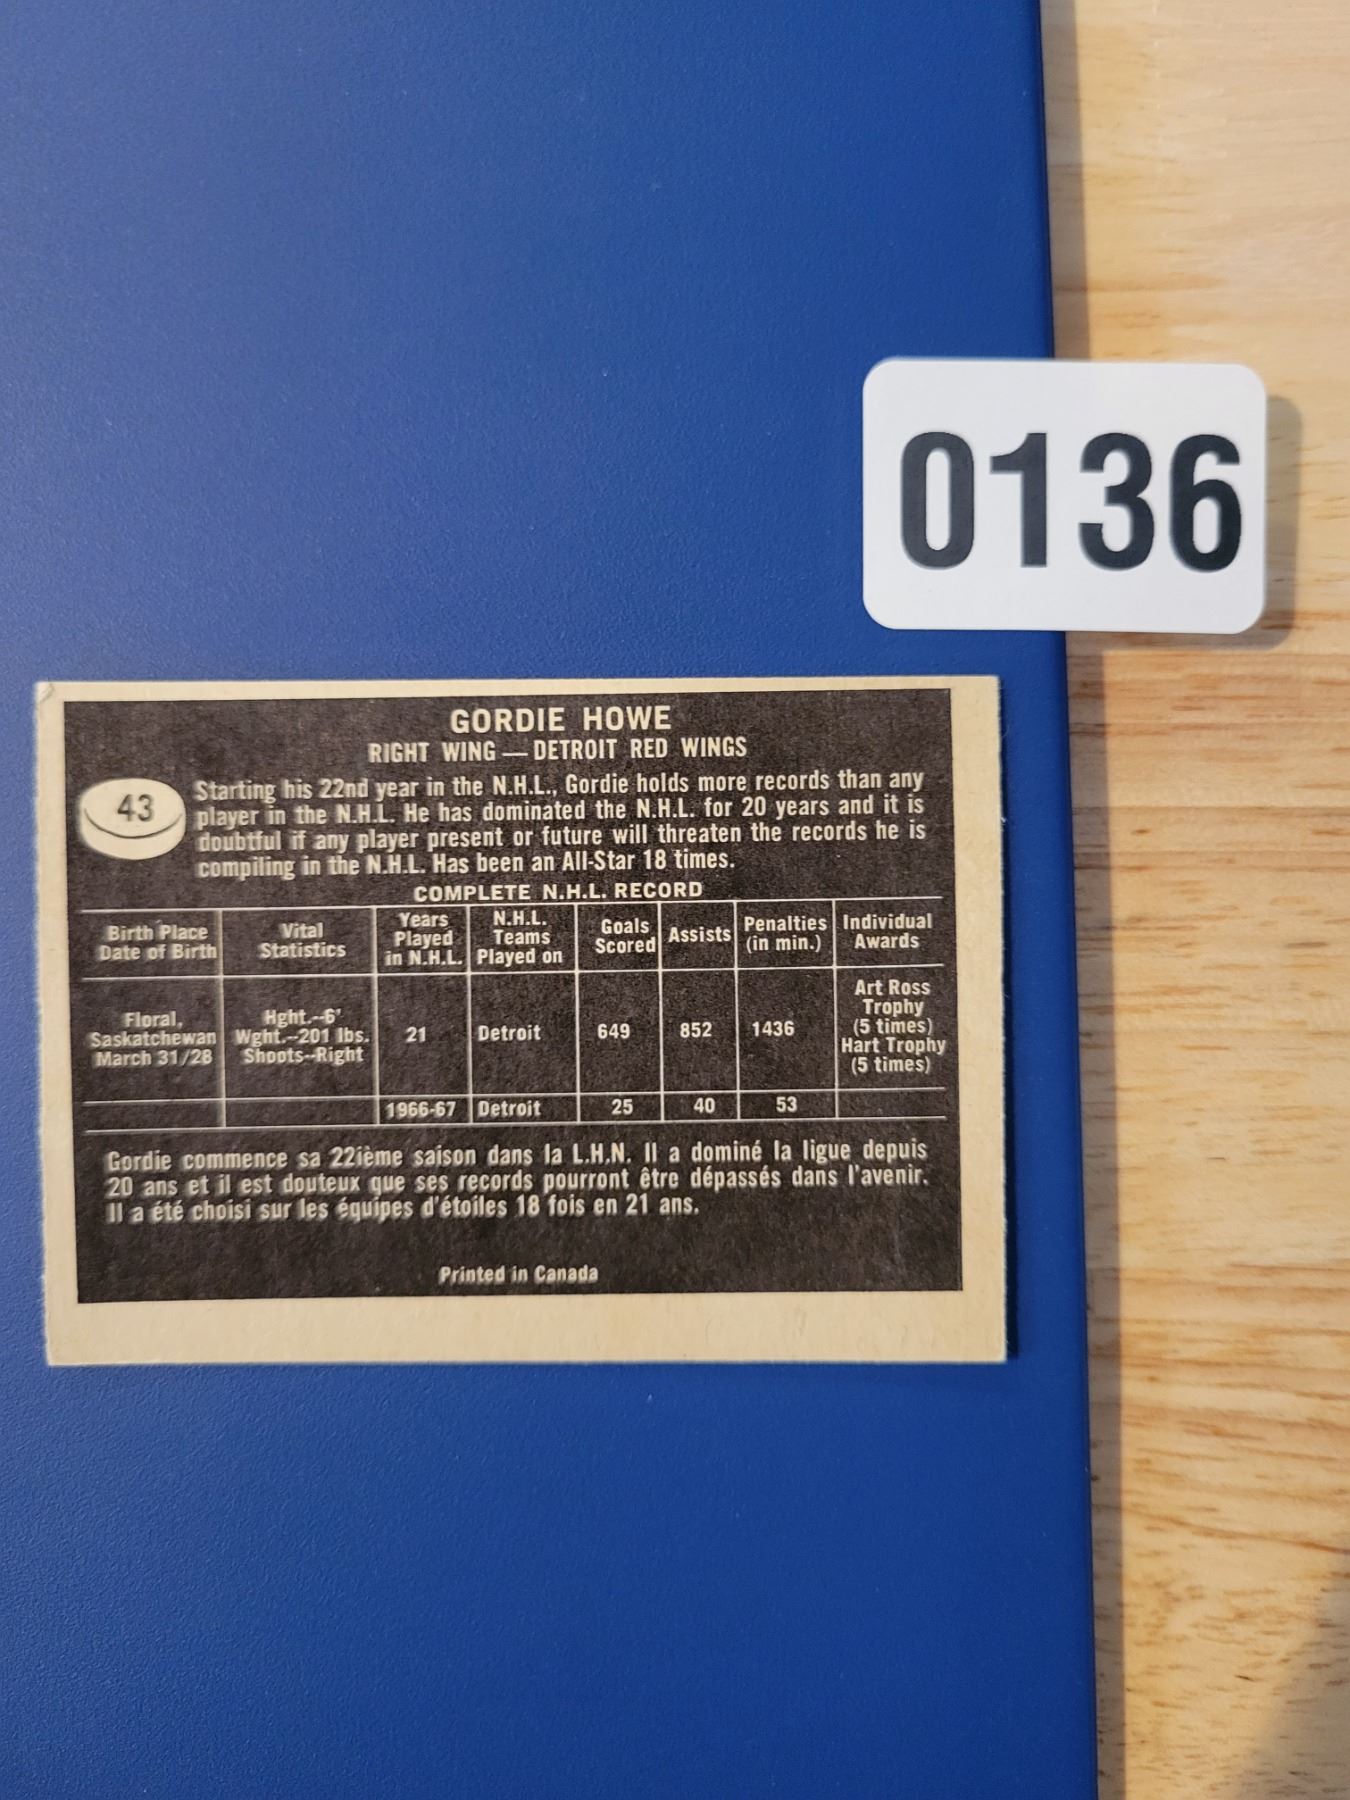 0136
GORDIE HOWE
RIGHT WING — DETROIT RED WINGS
43
Starting his 22nd year in the N.H.L., Gordie holds more records than any
player in the N.H.L. He has dominated the N.H.L. for 20 years and it is
doubtful if any player present or future will threaten the records he is
compiling in the N.H.L. Has been an All-Star 18 times.
COMPLETE N.H.L. RECORD
Birth Place
Date of Birth
Vital
Statistics
Years
Played
in N.H.L.
N.H.L.
Teams
Played on
Goals
Scored
Assists
Penalties
(in min.)
Individual
Awards
Floral,
Saskatchewan
March 31/28
Hght.--6'
Wght.--201 lbs.
Shoots--Right
21
Detroit
649
852
1436
Art Ross
Trophy
(5 times)
Hart Trophy
(5 times)
1966-67
Detroit
25
40
53
Gordie commence sa 22ième saison dans la L.H.N. Il a dominé la ligue depuis
20 ans et il est douteux que ses records pourront être dépassés dans l'avenir.
Il a été choisi sur les équipes d'étoiles 18 fois en 21 ans.
Printed in Canada